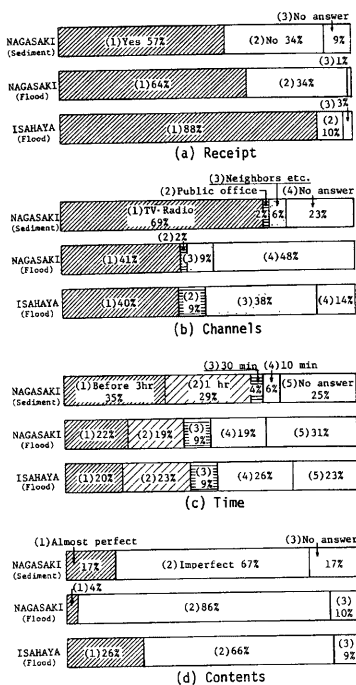 (3)No answer
NAGASAKI (1)Yes 57% (2)No 34% 9%
(Sediment)
(3)1%
NAGASAKI (1)64% (2)34%
(Flood)
(3)3%
ISAHAYA (1)88% (2)
(Flood) 10%
(a) Receipt
(3)Neighbors etc.
(2)Public office (4)No answer
NAGASAKI (1)TV-Radio 2% 6% 23%
(Sediment) 69%
(2)2%
NAGASAKI (1)41% (3)9% (4)48%
(Flood)
ISAHAYA (1)40% (2) (3)38% (4)14%
(Flood) 9%
(b) Channels
(3)30 min (4)10 min
NAGASAKI (1)Before 3hr (2)1 hr 4% 6% (5)No answer
(Sediment) 35% 29% 25%
NAGASAKI (1)22% (2)19% (3) (4)19% (5)31%
(Flood) 9%
ISAHAYA (1)20% (2)23% (3) (4)26% (5)23%
(Flood) 9%
(c) Time
(1)Almost perfect (3)No answer
NAGASAKI 17% (2)Imperfect 67% 17%
(Sediment)
(1)4%
NAGASAKI (2)86% (3)
(Flood) 10%
ISAHAYA (1)26% (2)66% (3)
(Flood) 9%
(d) Contents